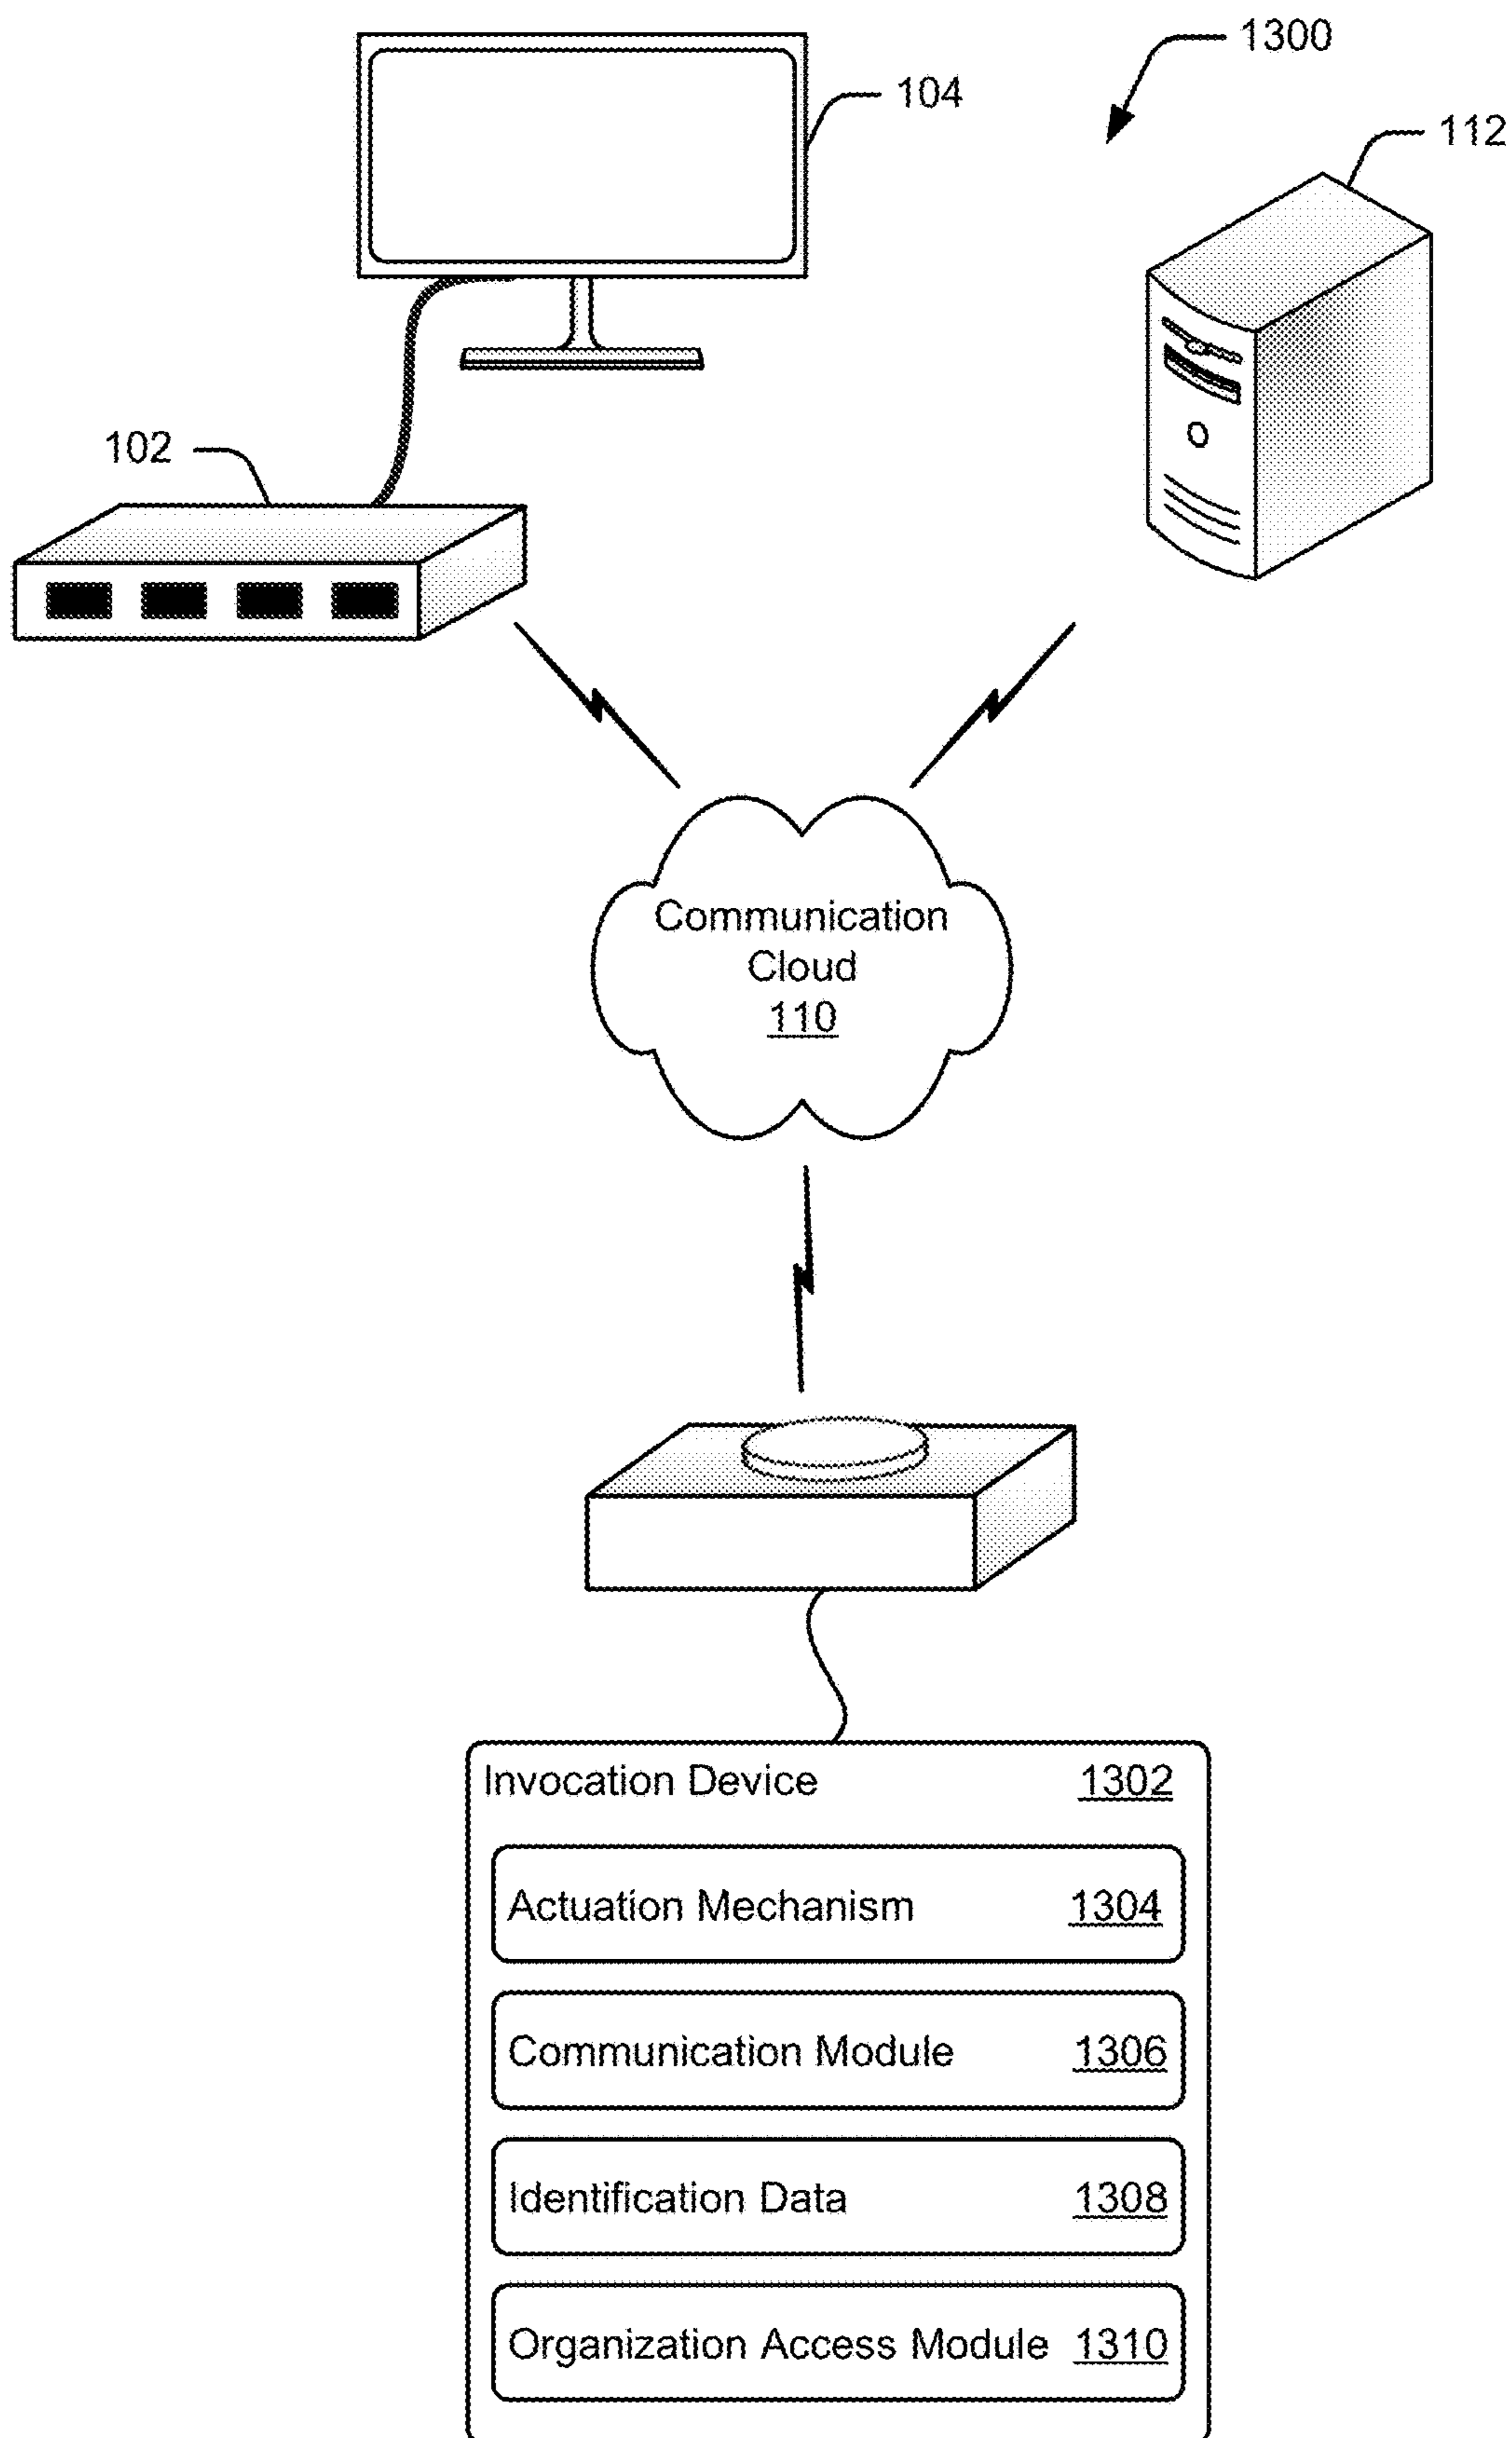 1300
104
112
102
Communication
Cloud
110
Invocation Device 1302
Actuation Mechanism 1304
Communication Module 1306
Identification Data 1308
Organization Access Module 1310